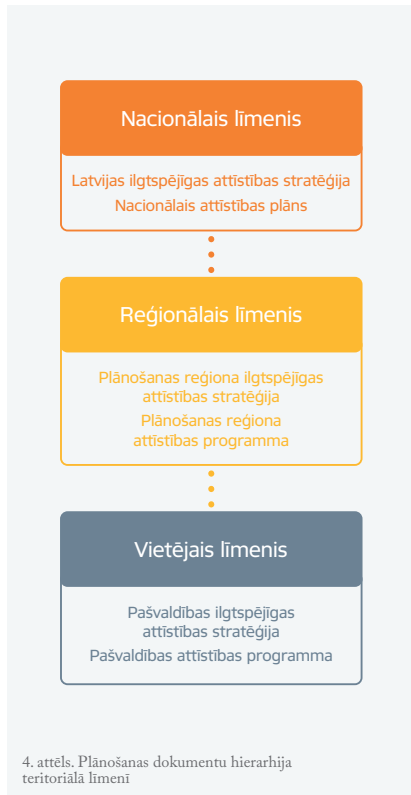 Nacionālais līmenis
Latvijas ilgtspējīgas attīstības stratēģija
Nacionālais attīstības plāns
Reģionālais līmenis
Plānošanas reģiona ilgtspējīgas
attīstības stratēģija
Plānošanas reģiona
attīstības programma
Vietējais līmenis
Pašvaldības ilgtspējīgas
attīstības stratēģija
Pašvaldības attīstības programma
4. attēls. Plānošanas dokumentu hierarhija
teritoriālā līmenī